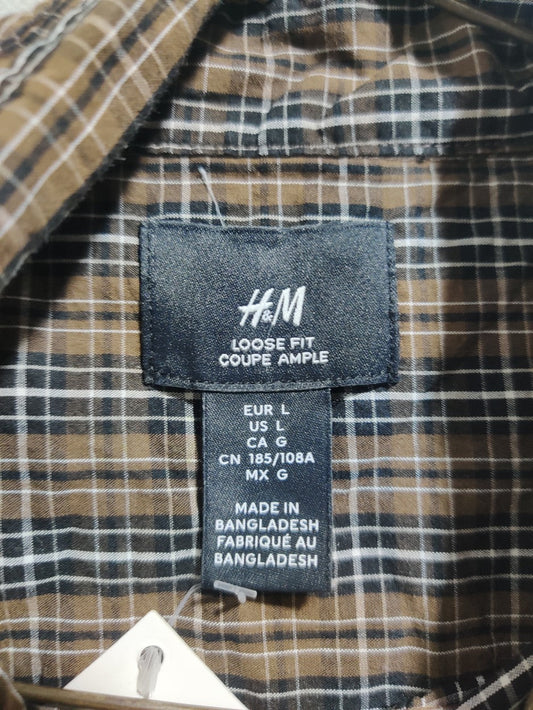 H&M
LOOSE FIT
COUPE AMPLE
EUR L
US L
CA G
CN 185/108A
MX G
MADE IN
BANGLADESH
FABRIQUÉ AU
BANGLADESH